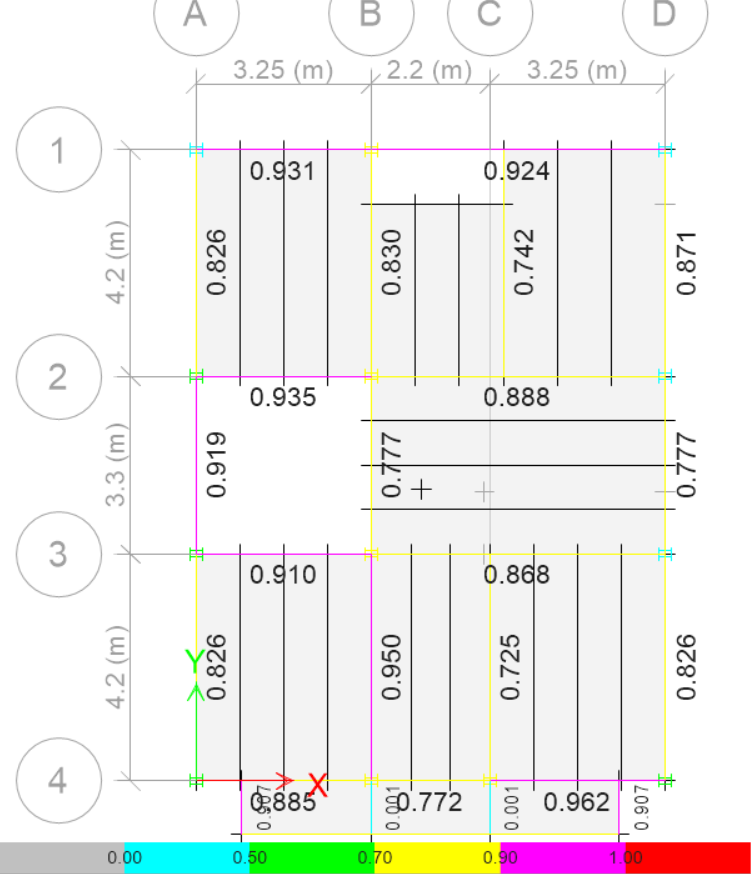 A B C D
3.25 (m) 2.2 (m) 3.25 (m)
1
0.931 0.924
4.2 (m) 0.826 0.830 0.742 0.871
2
0.935 0.888
3.3 (m) 0.919 0.777 0.777
3
0.910 0.868
4.2 (m) 0.826 0.950 0.725 0.826
Y
4 X
0.907 0.885 0.001 0.772 0.001 0.962 0.907
0.00 0.50 0.70 0.90 1.00